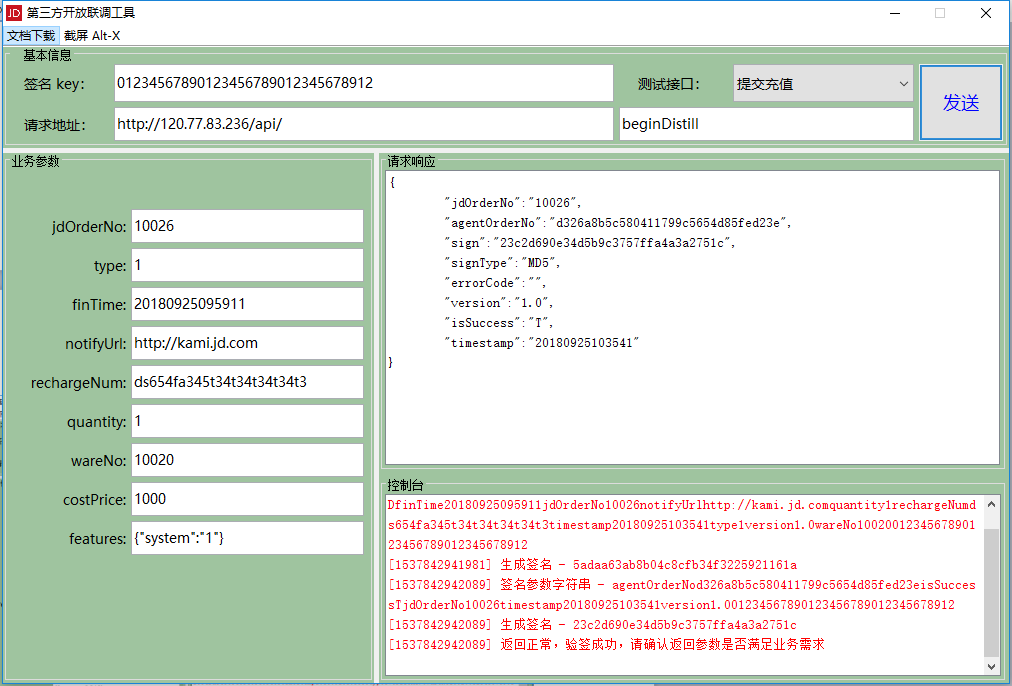 JD 第三方开放联调工具
文档下载 截屏 Alt-X
基本信息
签名 key: 01234567890123456789012345678912 测试接口: 提交充值
发送
请求地址: http://120.77.83.236/api/ beginDistill
业务参数
jdOrderNo: 10026
type: 1
finTime: 20180925095911
notifyUrl: http://kami.jd.com
rechargeNum: ds654fa345t34t34t34t34t3
quantity: 1
wareNo: 10020
costPrice: 1000
features: {"system":"1"}
请求响应
{
"jdOrderNo":"10026",
"agentOrderNo":"d326a8b5c580411799c5654d85fed23e",
"sign":"23c2d690e34d5b9c3757ffa4a3a2751c",
"signType":"MD5",
"errorCode":"",
"version":"1.0",
"isSuccess":"T",
"timestamp":"20180925103541"
}
控制台
DfinTime20180925095911jdOrderNo10026notifyUrlhttp://kami.jd.comquantity1rechargeNumd
s654fa345t34t34t34t34t3timestamp20180925103541type1version1.0wareNo10020012345678901
23456789012345678912
[1537842941981] 生成签名 - 5adaa63ab8b04c8cfb34f3225921161a
[1537842942089] 签名参数字符串 - agentOrderNod326a8b5c580411799c5654d85fed23eisSucces
sTjdOrderNo10026timestamp20180925103541version1.001234567890123456789012345678912
[1537842942089] 生成签名 - 23c2d690e34d5b9c3757ffa4a3a2751c
[1537842942089] 返回正常，验签成功，请确认返回参数是否满足业务需求